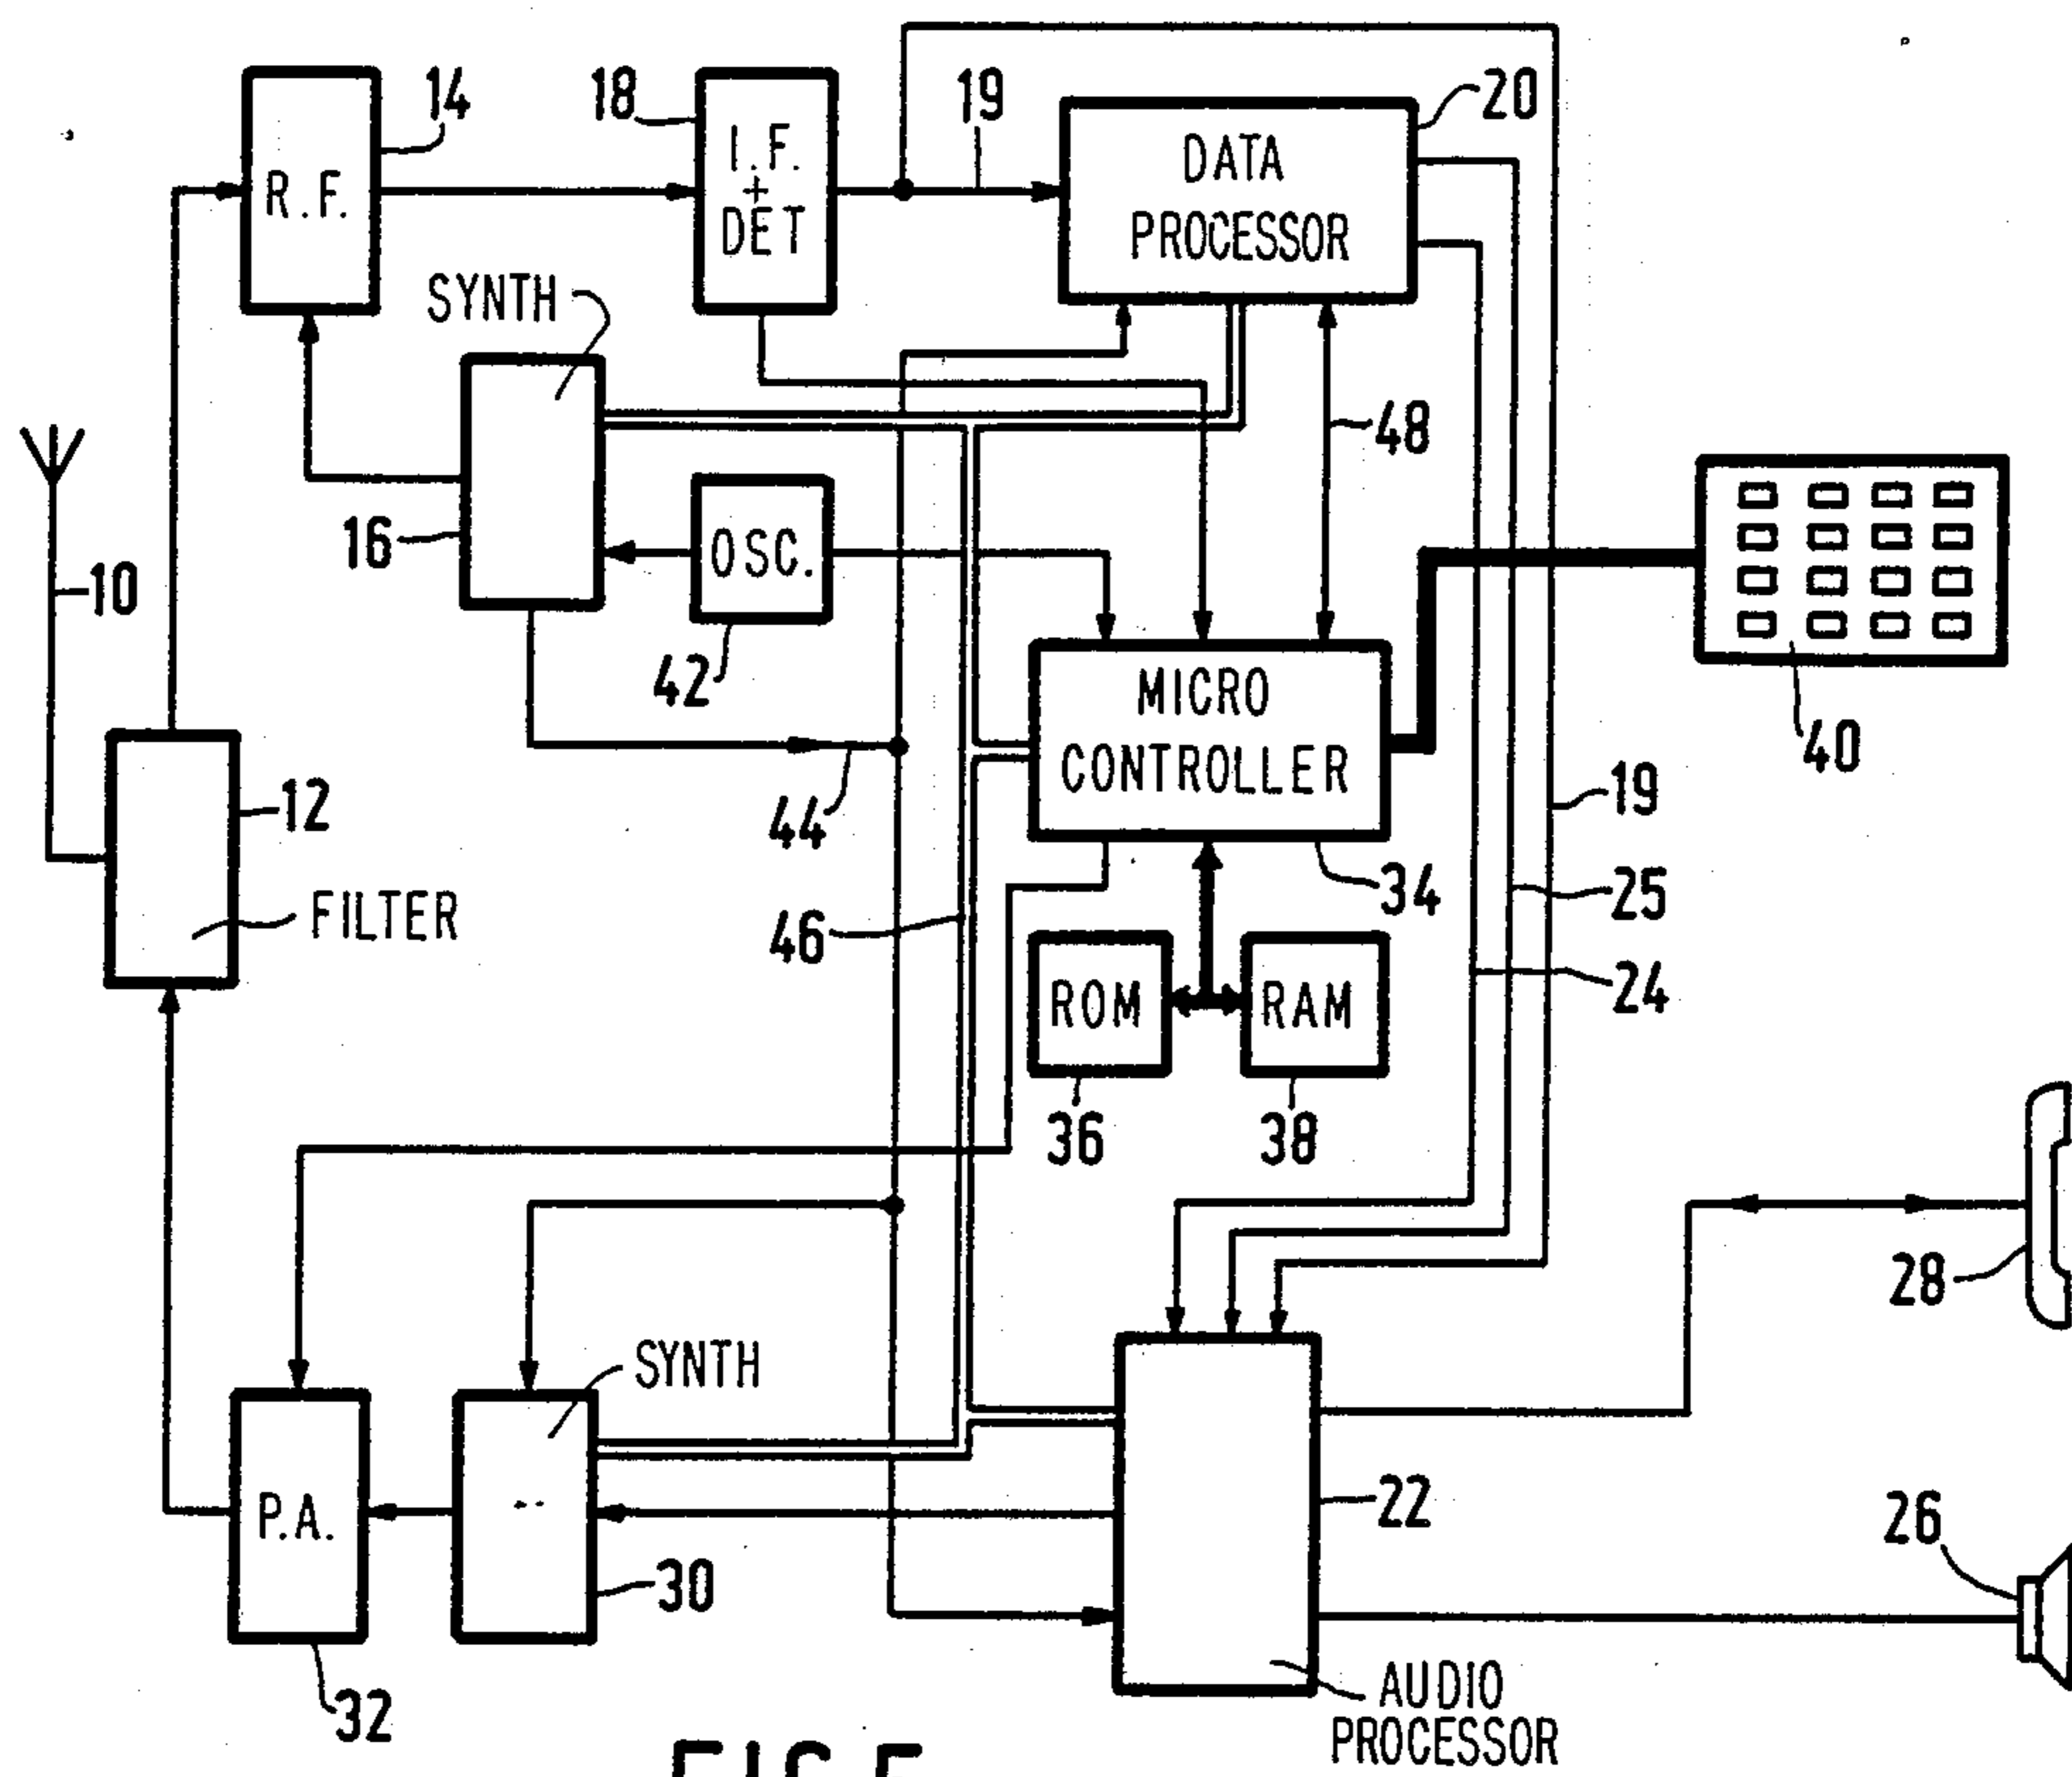 14
18
19
20
R.F.
I.F.
+
DET
DATA
PROCESSOR
SYNTH
48
16
OSC.
10
42
MICRO
CONTROLLER
40
12
44
19
FILTER
46
34
25
24
ROM
RAM
36
38
28
SYNTH
P.A.
22
26
30
32
AUDIO
PROCESSOR